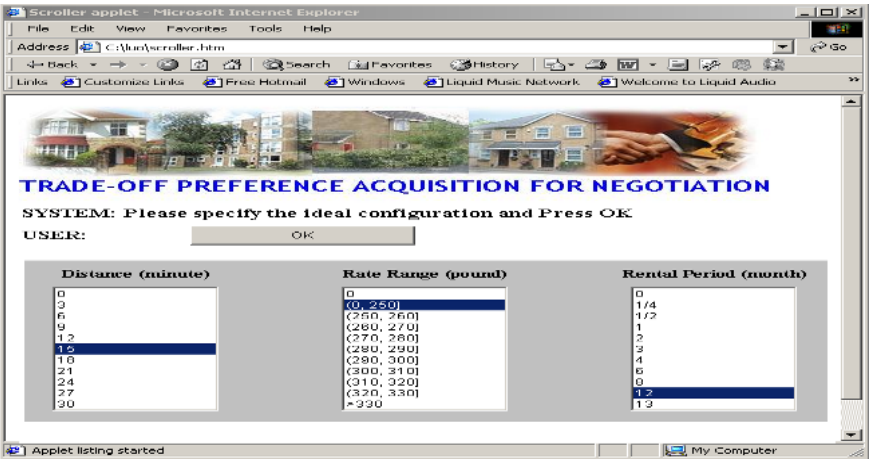 Scroller applet - Microsoft Internet Explorer
File Edit View Favorites Tools Help
Address C:\luo\scroller.htm Go
Back Search Favorites History
Links Customize Links Free Hotmail Windows Liquid Music Network Welcome to Liquid Audio »
TRADE-OFF PREFERENCE ACQUISITION FOR NEGOTIATION
SYSTEM: Please specify the ideal configuration and Press OK
USER: OK
Distance (minute) Rate Range (pound) Rental Period (month)
0 0 0
3 (0, 250] 1/4
6 (250, 260] 1/2
9 (260, 270] 1
12 (270, 280] 2
15 (280, 290] 3
18 (290, 300] 4
21 (300, 310] 6
24 (310, 320]
27 (320, 330] 12
30 330 13
Applet listing started My Computer